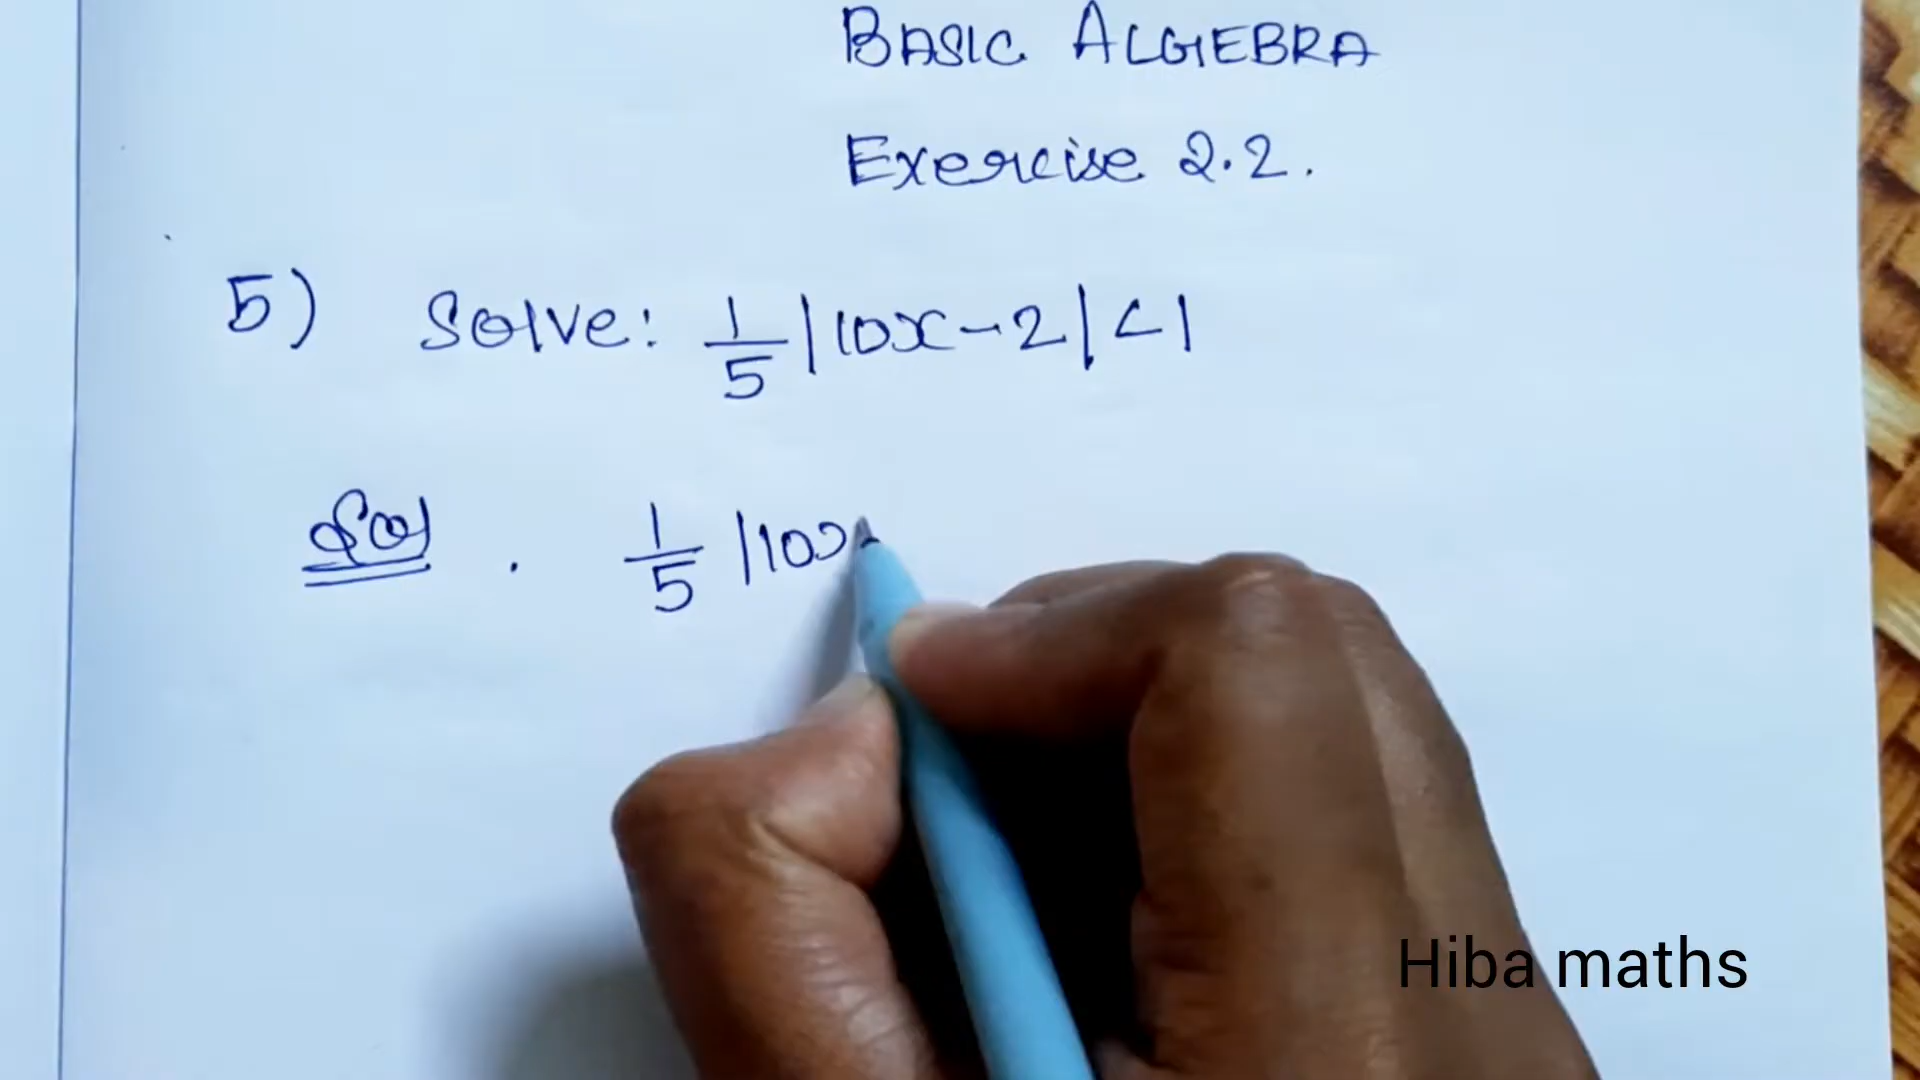 BASIC ALGEBRA
Exercise 2.2.
5) Solve: 1/5 |10x-2| < 1
Sol . 1/5 |10x
Hiba maths